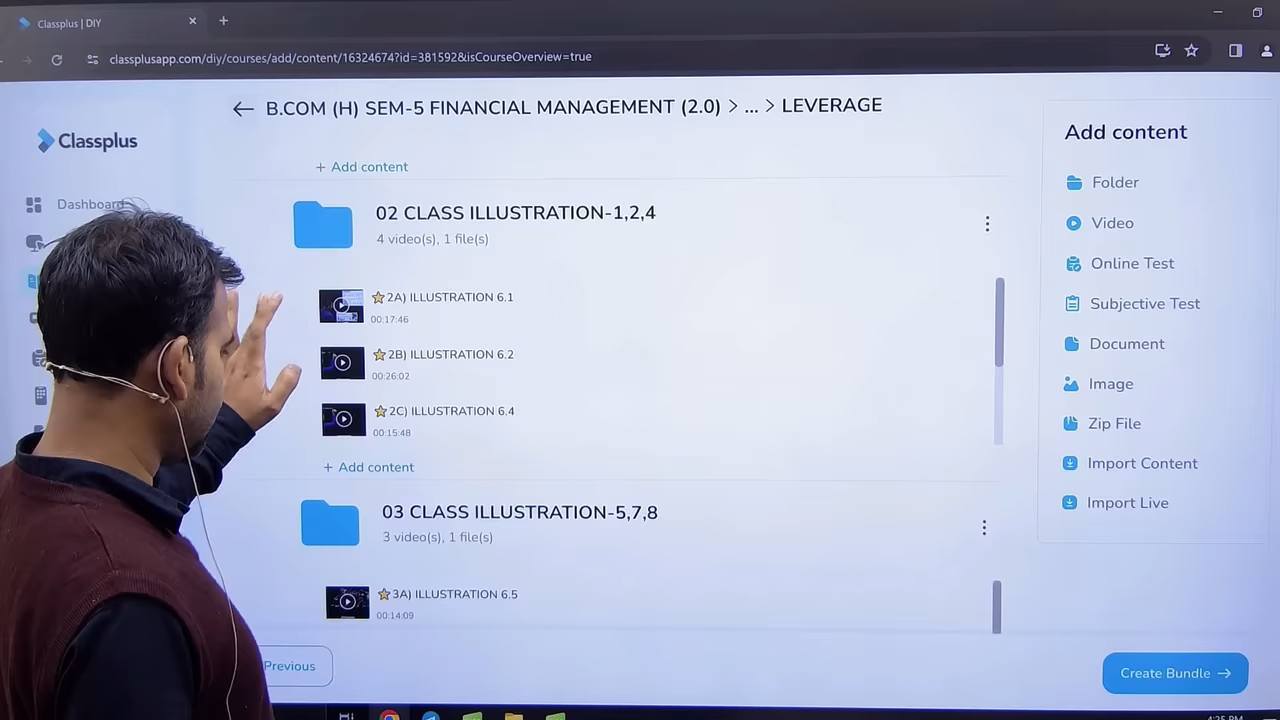 Classplus | DIY
classplusapp.com/diy/courses/add/content/16324674?id=381592&isCourseOverview=true
B.COM (H) SEM-5 FINANCIAL MANAGEMENT (2.0) > ... > LEVERAGE
Classplus
Dashboard
+ Add content
02 CLASS ILLUSTRATION-1,2,4
4 video(s), 1 file(s)
2A) ILLUSTRATION 6.1
00:17:46
2B) ILLUSTRATION 6.2
00:26:02
2C) ILLUSTRATION 6.4
00:15:48
+ Add content
03 CLASS ILLUSTRATION-5,7,8
3 video(s), 1 file(s)
3A) ILLUSTRATION 6.5
00:14:09
Previous
Add content
Folder
Video
Online Test
Subjective Test
Document
Image
Zip File
Import Content
Import Live
Create Bundle
4:25 PM